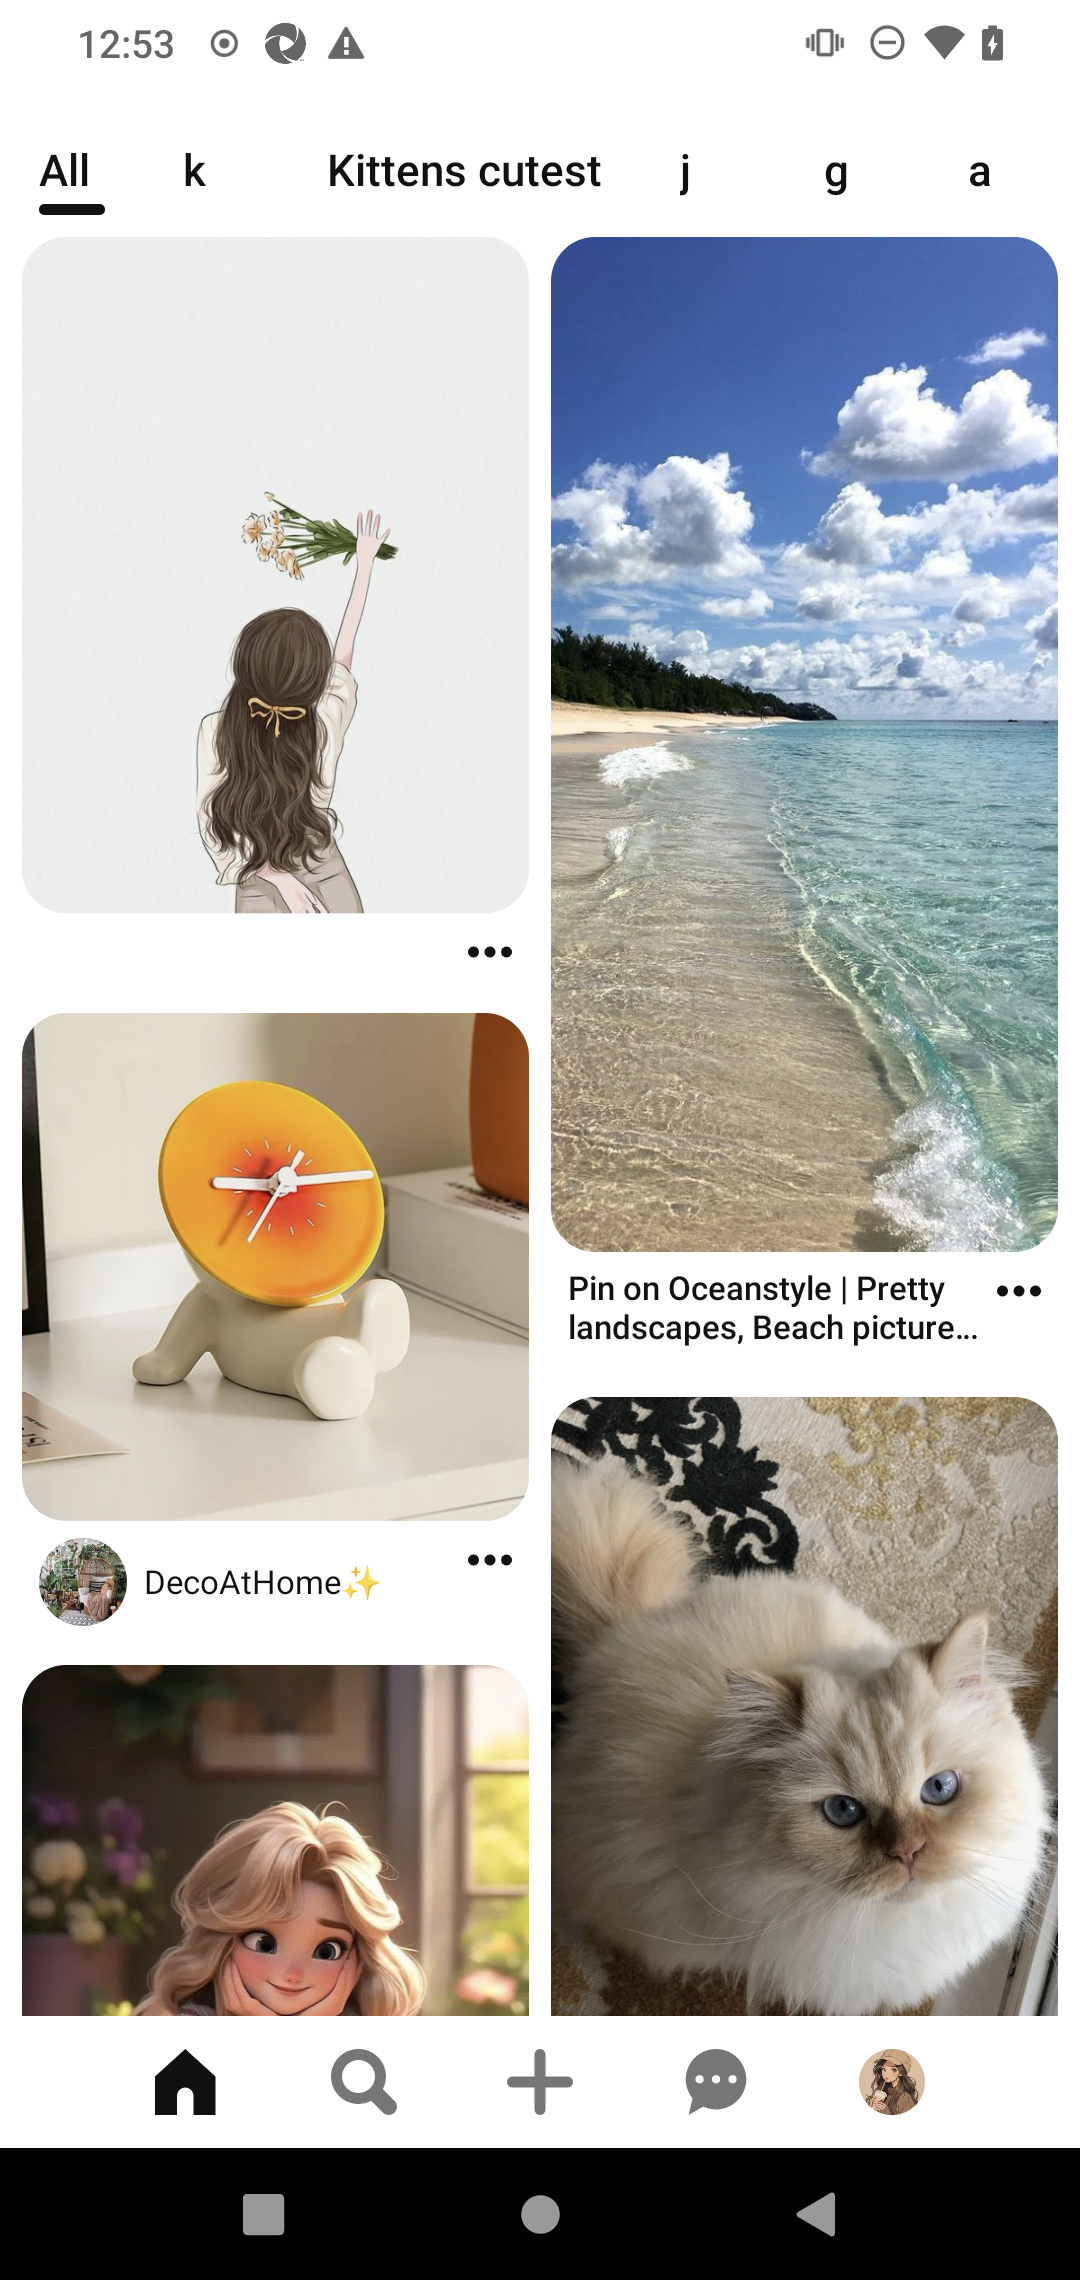 12:53
All k Kittens cutest j g a
Pin on Oceanstyle | Pretty
landscapes, Beach picture...
DecoAtHome✨